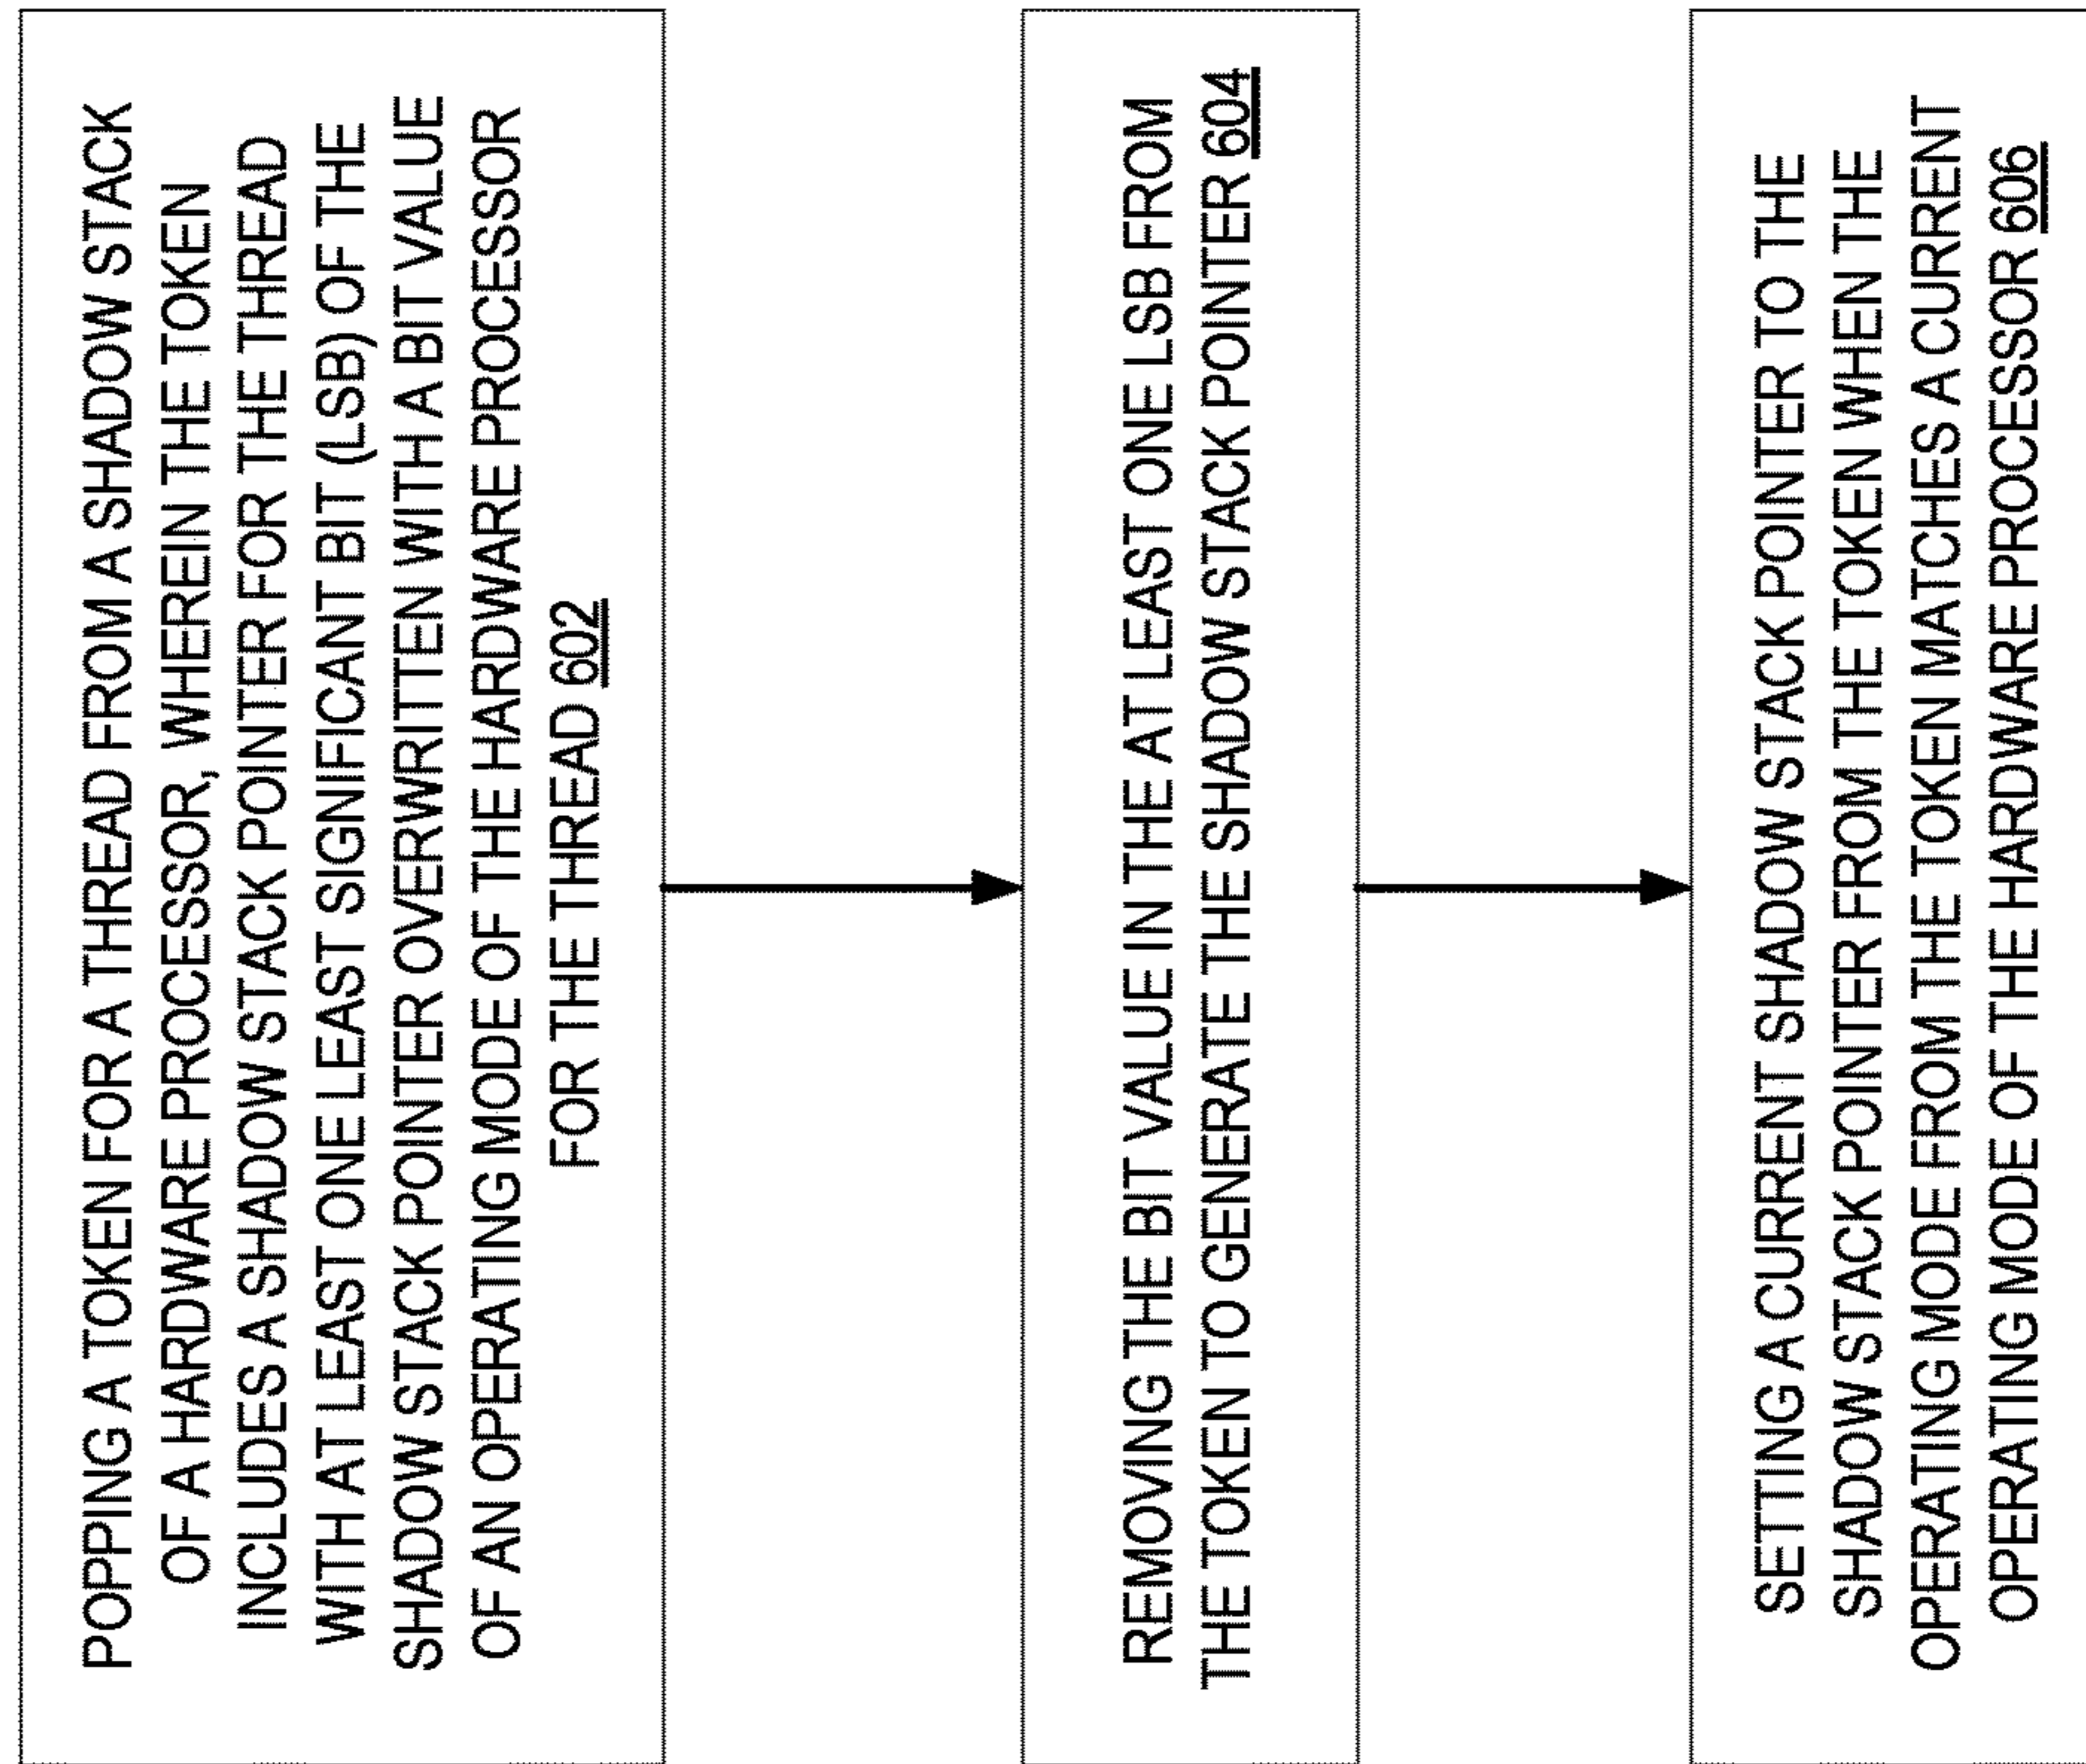 POPPING A TOKEN FOR A THREAD FROM A SHADOW STACK
OF A HARDWARE PROCESSOR, WHEREIN THE TOKEN
INCLUDES A SHADOW STACK POINTER FOR THE THREAD
WITH AT LEAST ONE LEAST SIGNIFICANT BIT (LSB) OF THE
SHADOW STACK POINTER OVERWRITTEN WITH A BIT VALUE
OF AN OPERATING MODE OF THE HARDWARE PROCESSOR
FOR THE THREAD 602
REMOVING THE BIT VALUE IN THE AT LEAST ONE LSB FROM
THE TOKEN TO GENERATE THE SHADOW STACK POINTER 604
SETTING A CURRENT SHADOW STACK POINTER TO THE
SHADOW STACK POINTER FROM THE TOKEN WHEN THE
OPERATING MODE FROM THE TOKEN MATCHES A CURRENT
OPERATING MODE OF THE HARDWARE PROCESSOR 606